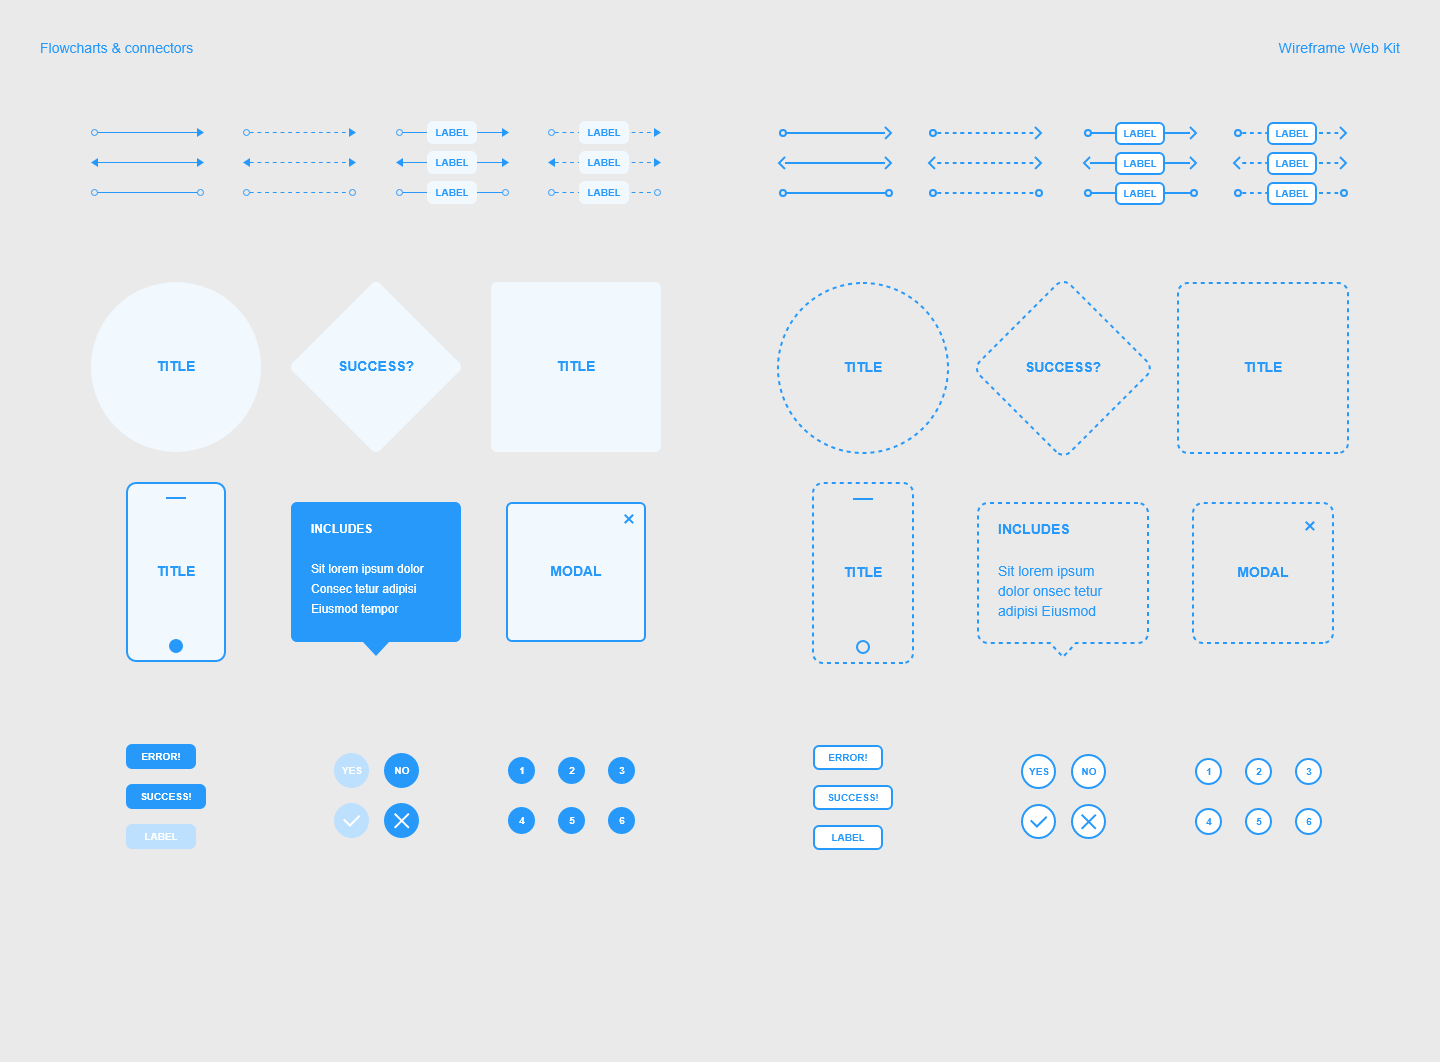 Flowcharts & connectors
Wireframe Web Kit
LABEL LABEL LABEL LABEL
LABEL LABEL LABEL LABEL
LABEL LABEL LABEL LABEL
TITLE SUCCESS? TITLE TITLE SUCCESS? TITLE
TITLE
INCLUDES
Sit lorem ipsum dolor
Consec tetur adipisi
Eiusmod tempor
MODAL
TITLE
INCLUDES
Sit lorem ipsum
dolor onsec tetur
adipisi Eiusmod
MODAL
ERROR!
SUCCESS!
LABEL
YES NO
1 2 3
4 5 6
ERROR!
SUCCESS!
LABEL
YES NO
1 2 3
4 5 6